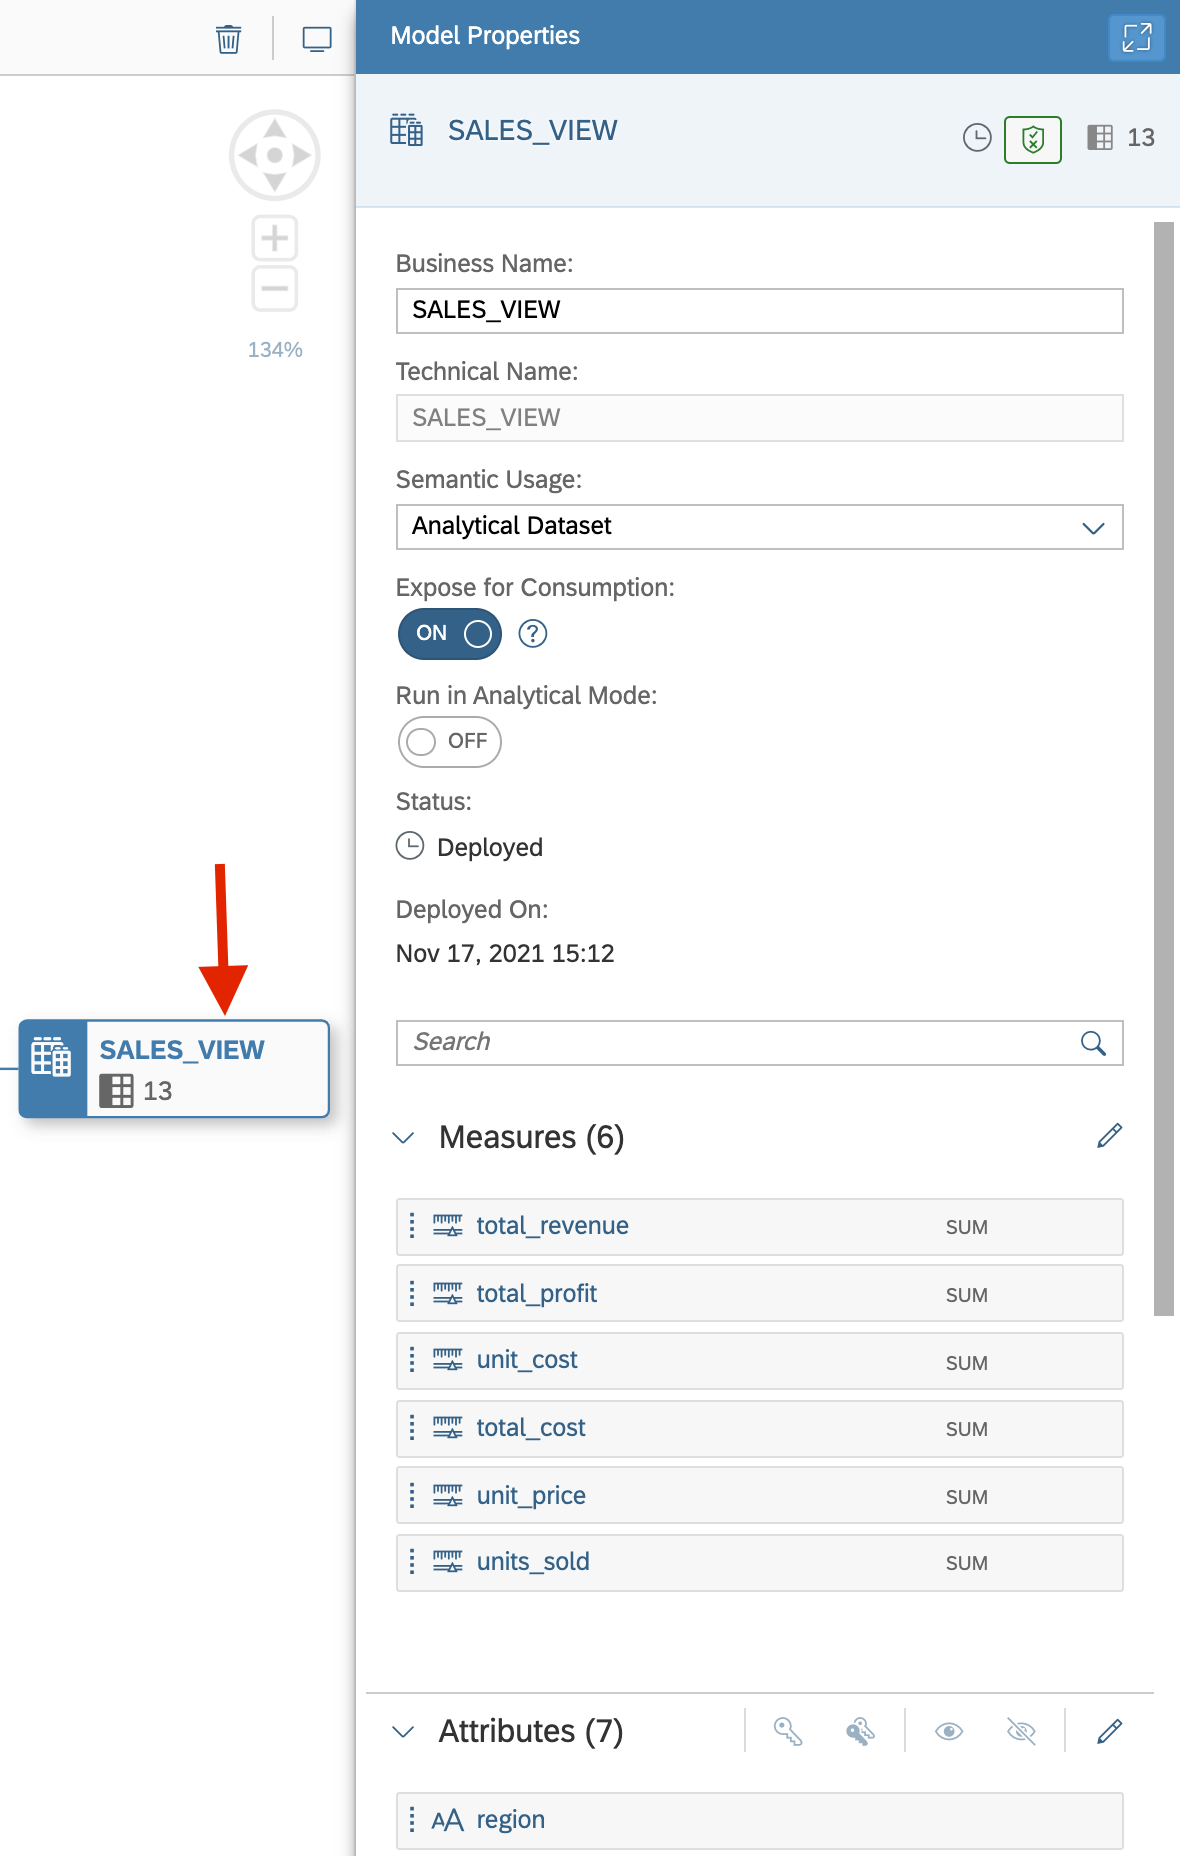 Model Properties
SALES_VIEW
13
134%
Business Name:
SALES_VIEW
Technical Name:
SALES_VIEW
Semantic Usage:
Analytical Dataset
Expose for Consumption:
ON
?
Run in Analytical Mode:
OFF
Status:
Deployed
Deployed On:
Nov 17, 2021 15:12
SALES_VIEW
13
Search
Measures (6)
total_revenue SUM
total_profit SUM
unit_cost SUM
total_cost SUM
unit_price SUM
units_sold SUM
Attributes (7)
AA region